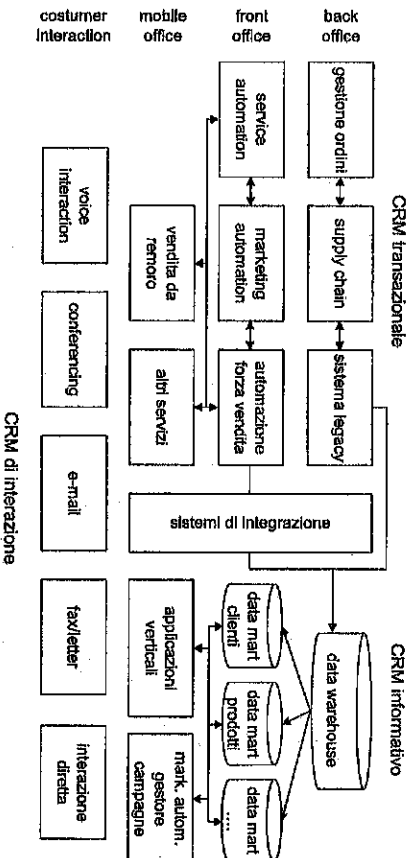 CRM transazionale
CRM informativo
back
office
gestione ordini
supply chain
sistema legacy
data warehouse
front
office
service
automation
marketing
automation
automazione
forza vendita
sistemi di integrazione
data mart
clienti
data mart
prodotti
data mart
....
mobile
office
vendita da
remoro
altri servizi
applicazioni
verticali
mark. autom.
gestore
campagne
costumer
interaction
voice
interaction
conferencing
e-mail
fax/letter
interazione
diretta
CRM di interazione